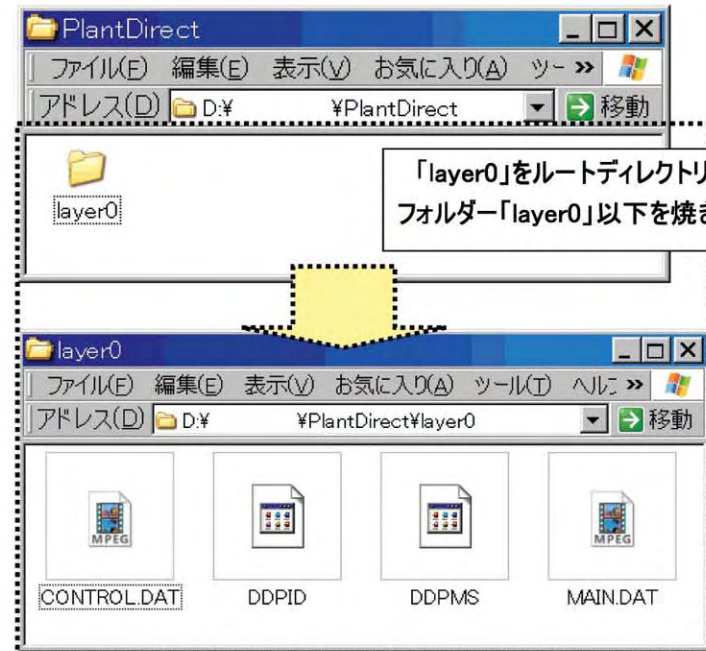 PlantDirect
ファイル(F) 編集(E) 表示(V) お気に入り(A) ツー »
アドレス(D) D:¥ ¥PlantDirect 移動
layer0
「layer0」をルートディレクトリ
フォルダー「layer0」以下を焼き
layer0
ファイル(F) 編集(E) 表示(V) お気に入り(A) ツール(T) ヘルプ »
アドレス(D) D:¥ ¥PlantDirect¥layer0 移動
MPEG MPEG
CONTROL.DAT DDPID DDPMS MAIN.DAT